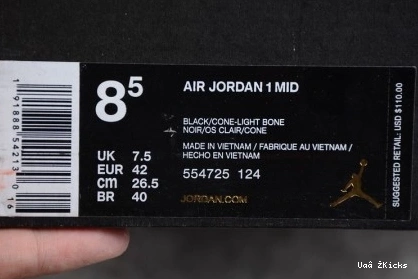 8⁵
AIR JORDAN 1 MID
BLACK/CONE-LIGHT BONE
NOIR/OS CLAIR/CONE
MADE IN VIETNAM / FABRIQUE AU VIETNAM /
HECHO EN VIETNAM
554725 124
JORDAN.COM
UK 7.5
EUR 42
cm 26.5
BR 40
SUGGESTED RETAIL: USD $110.00